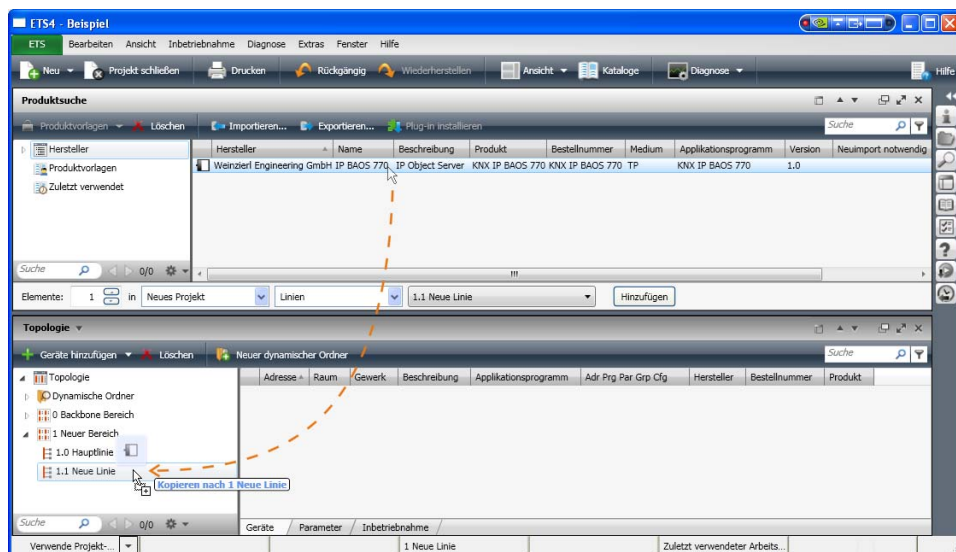 ETS4 - Beispiel
ETS Bearbeiten Ansicht Inbetriebnahme Diagnose Extras Fenster Hilfe
Neu Projekt schließen Drucken Rückgängig Wiederherstellen Ansicht Kataloge Diagnose Hilfe
Produktsuche
Produktvorlagen Löschen Importieren... Exportieren... Plug-in installieren Suche
Hersteller
Produktvorlagen
Zuletzt verwendet
Hersteller Name Beschreibung Produkt Bestellnummer Medium Applikationsprogramm Version Neuimport notwendig
Weinzierl Engineering GmbH IP BAOS 770 IP Object Server KNX IP BAOS 770 KNX IP BAOS 770 TP KNX IP BAOS 770 1.0
Suche 0/0
Elemente: 1 in Neues Projekt Linien 1.1 Neue Linie Hinzufügen
Topologie
Geräte hinzufügen Löschen Neuer dynamischer Ordner Suche
Topologie
Dynamische Ordner
0 Backbone Bereich
1 Neuer Bereich
1.0 Hauptlinie
1.1 Neue Linie
Kopieren nach 1 Neue Linie
Adresse Raum Gewerk Beschreibung Applikationsprogramm Adr Prg Par Grp Cfg Hersteller Bestellnummer Produkt
Suche 0/0
Geräte Parameter Inbetriebnahme
Verwende Projekt-... 1 Neue Linie Zuletzt verwendeter Arbeits...